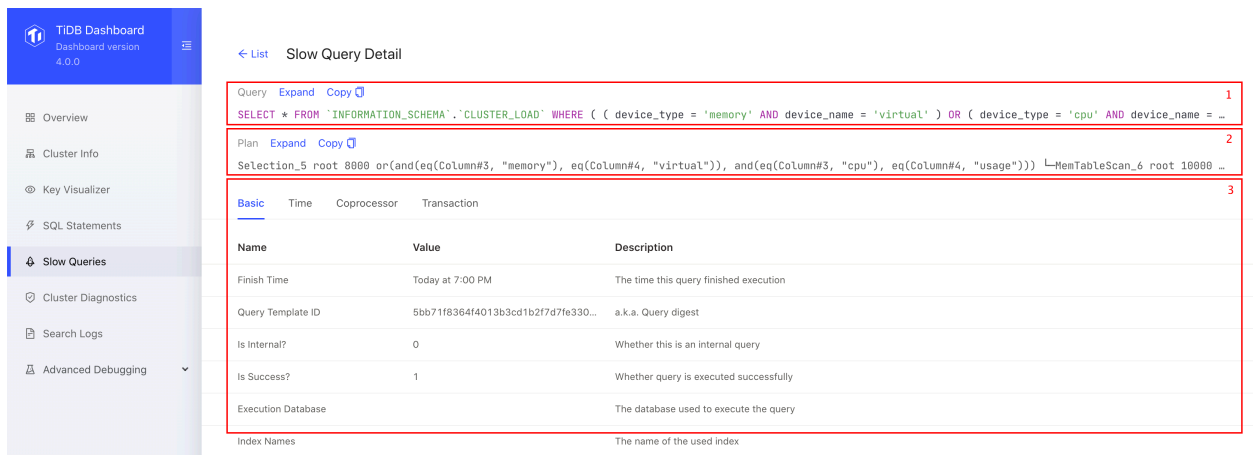 TiDB Dashboard
Dashboard version
4.0.0
Overview
Cluster Info
Key Visualizer
SQL Statements
Slow Queries
Cluster Diagnostics
Search Logs
Advanced Debugging
List Slow Query Detail
Query Expand Copy 1
SELECT * FROM `INFORMATION_SCHEMA`.`CLUSTER_LOAD` WHERE ( ( device_type = 'memory' AND device_name = 'virtual' ) OR ( device_type = 'cpu' AND device_name = …
Plan Expand Copy 2
Selection_5 root 8000 or(and(eq(Column#3, "memory"), eq(Column#4, "virtual")), and(eq(Column#3, "cpu"), eq(Column#4, "usage"))) └─MemTableScan_6 root 10000 …
3
Basic Time Coprocessor Transaction
Name Value Description
Finish Time Today at 7:00 PM The time this query finished execution
Query Template ID 5bb71f8364f4013b3cd1b2f7d7fe330... a.k.a. Query digest
Is Internal? 0 Whether this is an internal query
Is Success? 1 Whether query is executed successfully
Execution Database The database used to execute the query
Index Names The name of the used index